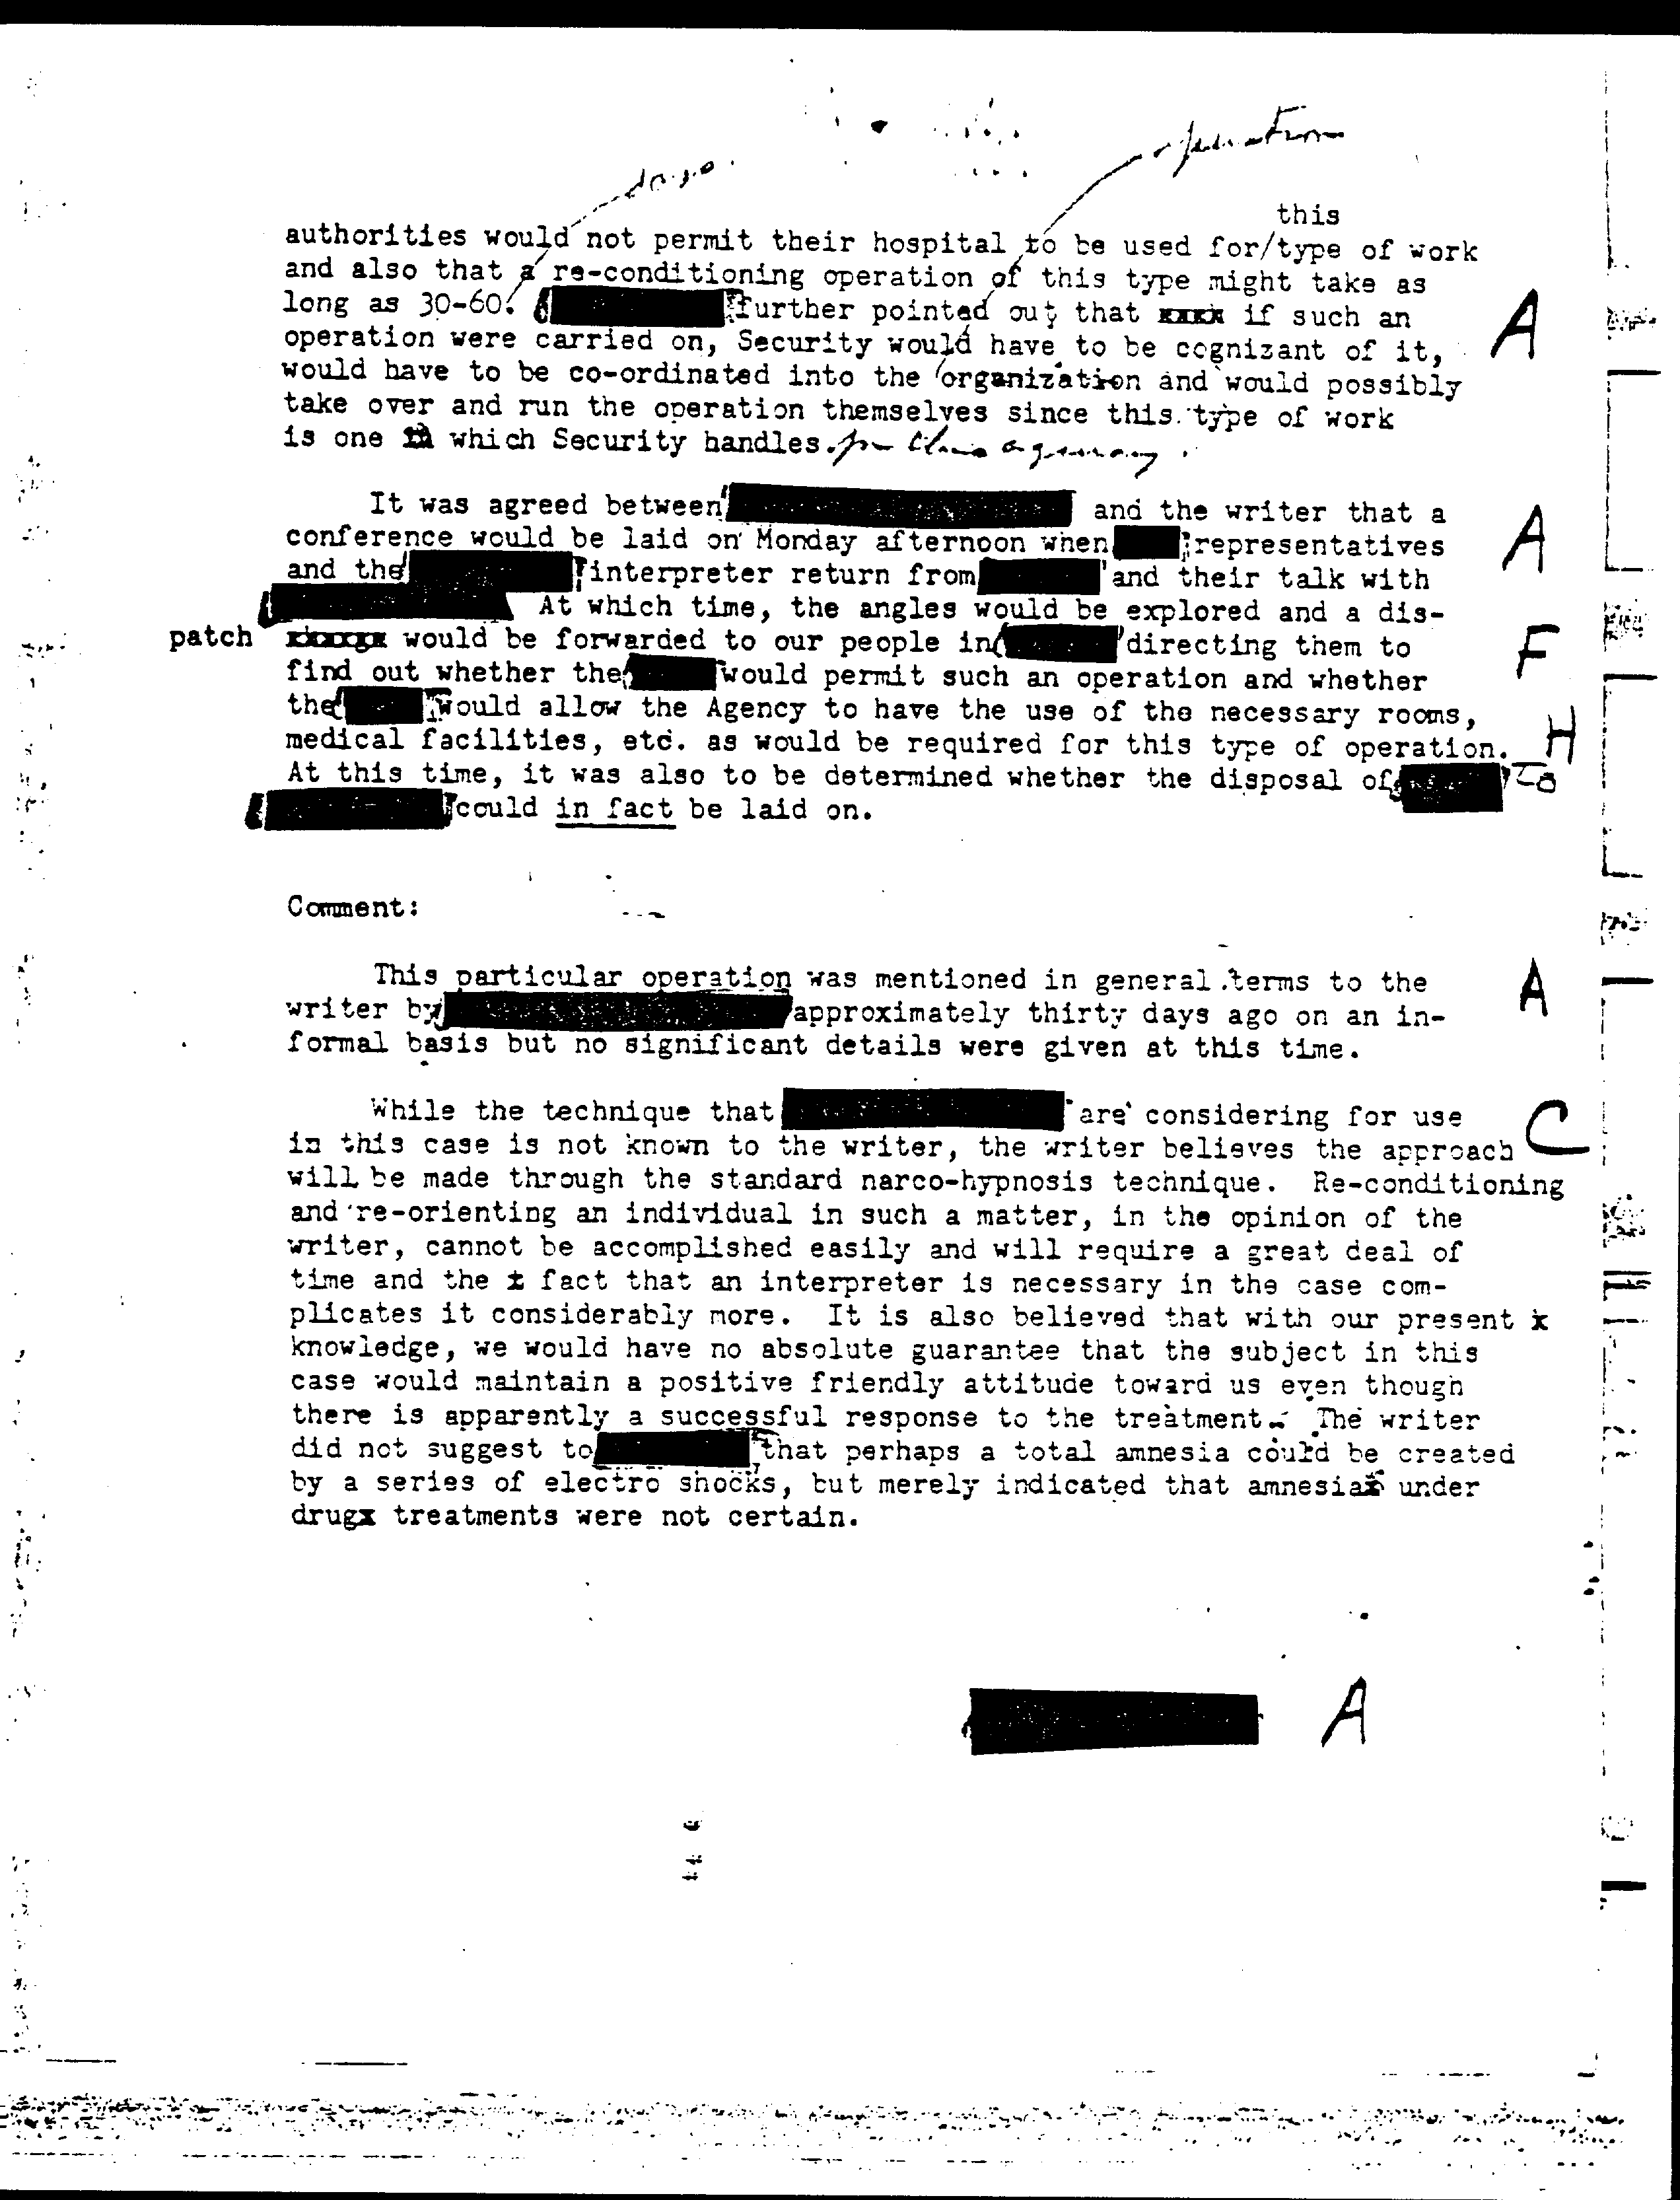 days
operation
this
authorities would not permit their hospital to be used for/type of work
and also that a re-conditioning operation of this type might take as
long as 30-60. further pointed out that xxxx if such an
operation were carried on, Security would have to be cognizant of it,
would have to be co-ordinated into the organization and would possibly
take over and run the operation themselves since this type of work
is one which Security handles. for this agency.
A
It was agreed between and the writer that a
conference would be laid on Monday afternoon when representatives
and the interpreter return from and their talk with
At which time, the angles would be explored and a dis-
patch would be forwarded to our people in directing them to
find out whether the would permit such an operation and whether
the would allow the Agency to have the use of the necessary rooms,
medical facilities, etc. as would be required for this type of operation.
At this time, it was also to be determined whether the disposal of to
could in fact be laid on.
A
F
H
Comment:
This particular operation was mentioned in general terms to the
writer by approximately thirty days ago on an in-
formal basis but no significant details were given at this time.
A
While the technique that are considering for use
in this case is not known to the writer, the writer believes the approach
will be made through the standard narco-hypnosis technique. Re-conditioning
and re-orienting an individual in such a matter, in the opinion of the
writer, cannot be accomplished easily and will require a great deal of
time and the fact that an interpreter is necessary in the case com-
plicates it considerably more. It is also believed that with our present x
knowledge, we would have no absolute guarantee that the subject in this
case would maintain a positive friendly attitude toward us even though
there is apparently a successful response to the treatment. The writer
did not suggest to that perhaps a total amnesia could be created
by a series of electro shocks, but merely indicated that amnesia under
drugx treatments were not certain.
C
A